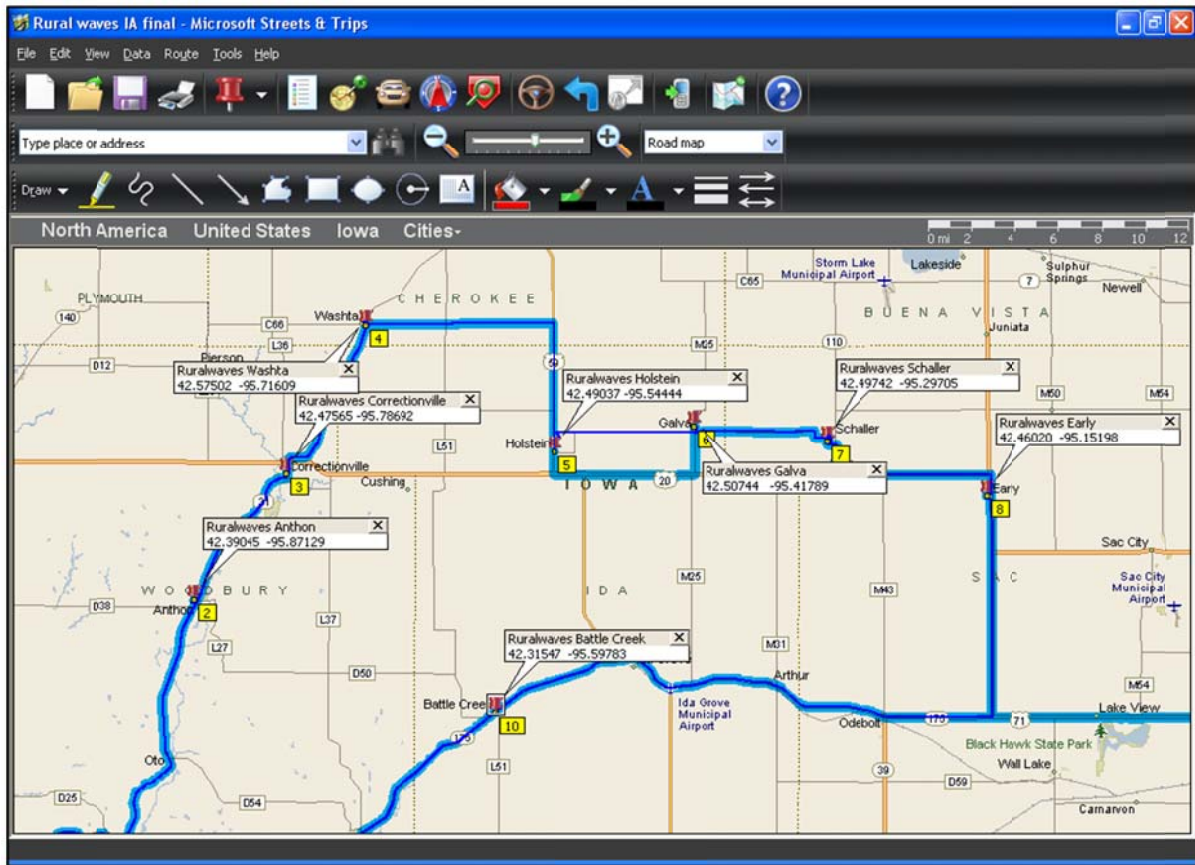 Rural waves IA final - Microsoft Streets & Trips
File Edit View Data Route Tools Help
Type place or address
Road map
Draw
A
A
North America United States Iowa Cities
0 mi 2 4 6 8 10 12
PLYMOUTH
CHEROKEE
BUENA VISTA
Storm Lake
Municipal Airport
Lakeside
Sulphur
Springs
Newell
Juniata
140
C66
L36
D12
C65
7
M25
110
M50
M54
Washta
4
Pierson
59
Ruralwaves Washta
42.57502 -95.71609
Ruralwaves Correctionville
42.47565 -95.78692
Ruralwaves Holstein
42.49037 -95.54444
Ruralwaves Schaller
42.49742 -95.29705
Ruralwaves Early
42.46020 -95.15198
Ruralwaves Galva
42.50744 -95.41789
L51
Galva
6
Schaller
7
Holstein
5
Correctionville
3
Cushing
IOWA
20
Early
8
31
Ruralwaves Anthon
42.39045 -95.87129
Sac City
Sac City
Municipal
Airport
WOODBURY
IDA
SAC
M25
M43
D38
Anthon
2
L37
L27
D50
M31
Ruralwaves Battle Creek
42.31547 -95.59783
Arthur
M54
Battle Cree
10
Ida Grove
Municipal
Airport
Odebolt
175
71
Lake View
175
Black Hawk State Park
Oto
L51
39
Wall Lake
D59
D25
D54
Carnarvon